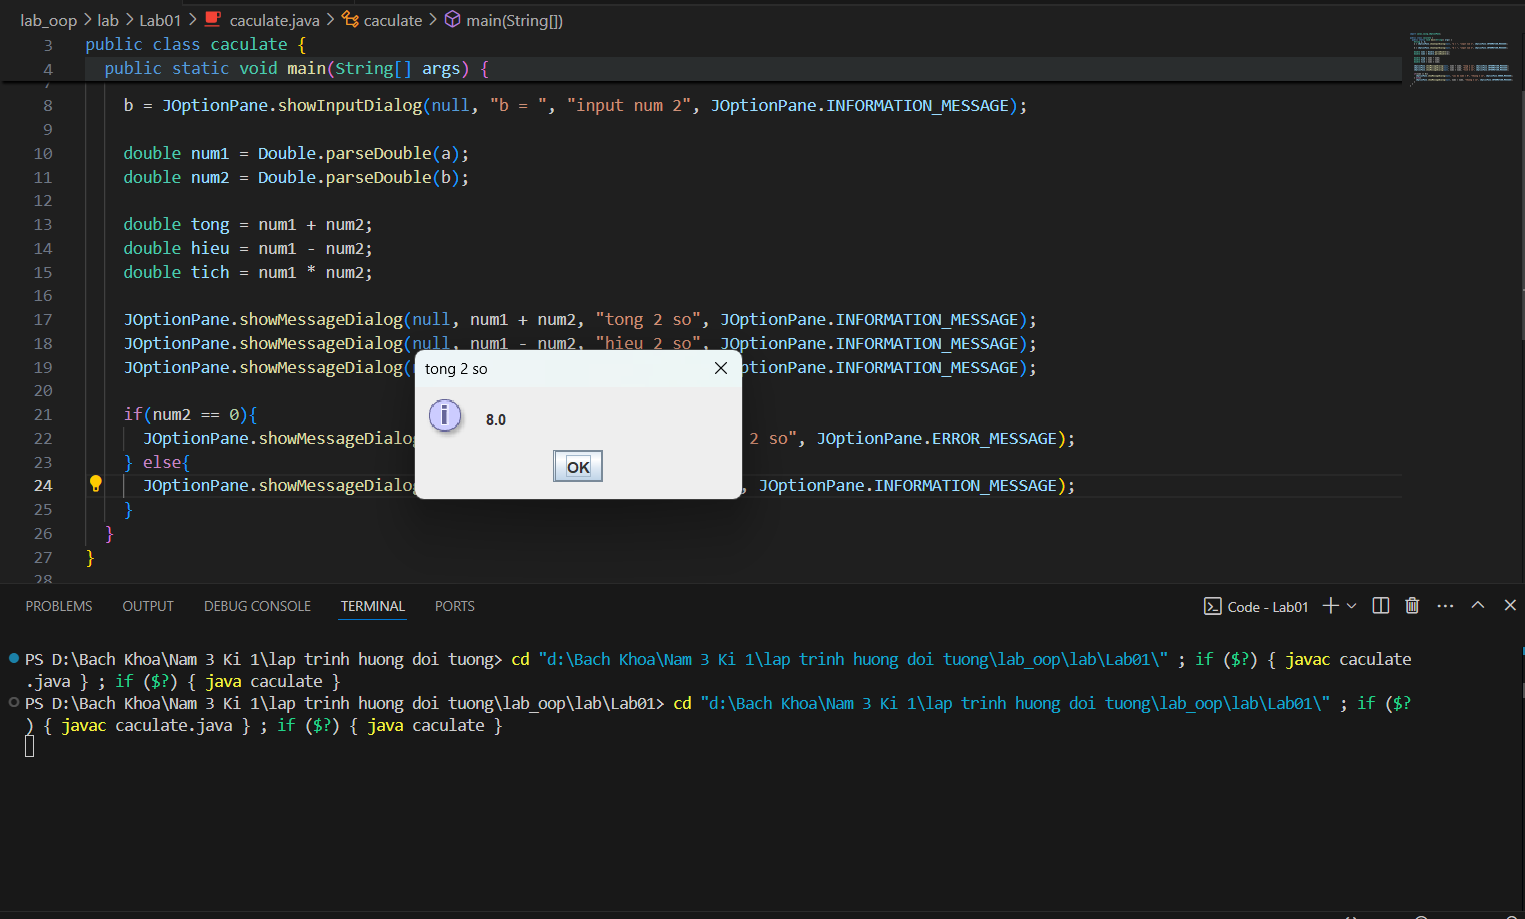 lab_oop > lab > Lab01 > caculate.java > caculate > main(String[])
3 public class caculate {
4 public static void main(String[] args) {
7
8 b = JOptionPane.showInputDialog(null, "b = ", "input num 2", JOptionPane.INFORMATION_MESSAGE);
9
10 double num1 = Double.parseDouble(a);
11 double num2 = Double.parseDouble(b);
12
13 double tong = num1 + num2;
14 double hieu = num1 - num2;
15 double tich = num1 * num2;
16
17 JOptionPane.showMessageDialog(null, num1 + num2, "tong 2 so", JOptionPane.INFORMATION_MESSAGE);
18 JOptionPane.showMessageDialog(null, num1 - num2, "hieu 2 so", JOptionPane.INFORMATION_MESSAGE);
19 JOptionPane.showMessageDialog( ptionPane.INFORMATION_MESSAGE);
20
21 if(num2 == 0){
22 JOptionPane.showMessageDialog 2 so", JOptionPane.ERROR_MESSAGE);
23 } else{
24 JOptionPane.showMessageDialog , JOptionPane.INFORMATION_MESSAGE);
25 }
26 }
27 }
28
tong 2 so
8.0
OK
PROBLEMS OUTPUT DEBUG CONSOLE TERMINAL PORTS
Code - Lab01
PS D:\Bach Khoa\Nam 3 Ki 1\lap trinh huong doi tuong> cd "d:\Bach Khoa\Nam 3 Ki 1\lap trinh huong doi tuong\lab_oop\lab\Lab01\" ; if ($?) { javac caculate
.java } ; if ($?) { java caculate }
PS D:\Bach Khoa\Nam 3 Ki 1\lap trinh huong doi tuong\lab_oop\lab\Lab01> cd "d:\Bach Khoa\Nam 3 Ki 1\lap trinh huong doi tuong\lab_oop\lab\Lab01\" ; if ($?
) { javac caculate.java } ; if ($?) { java caculate }